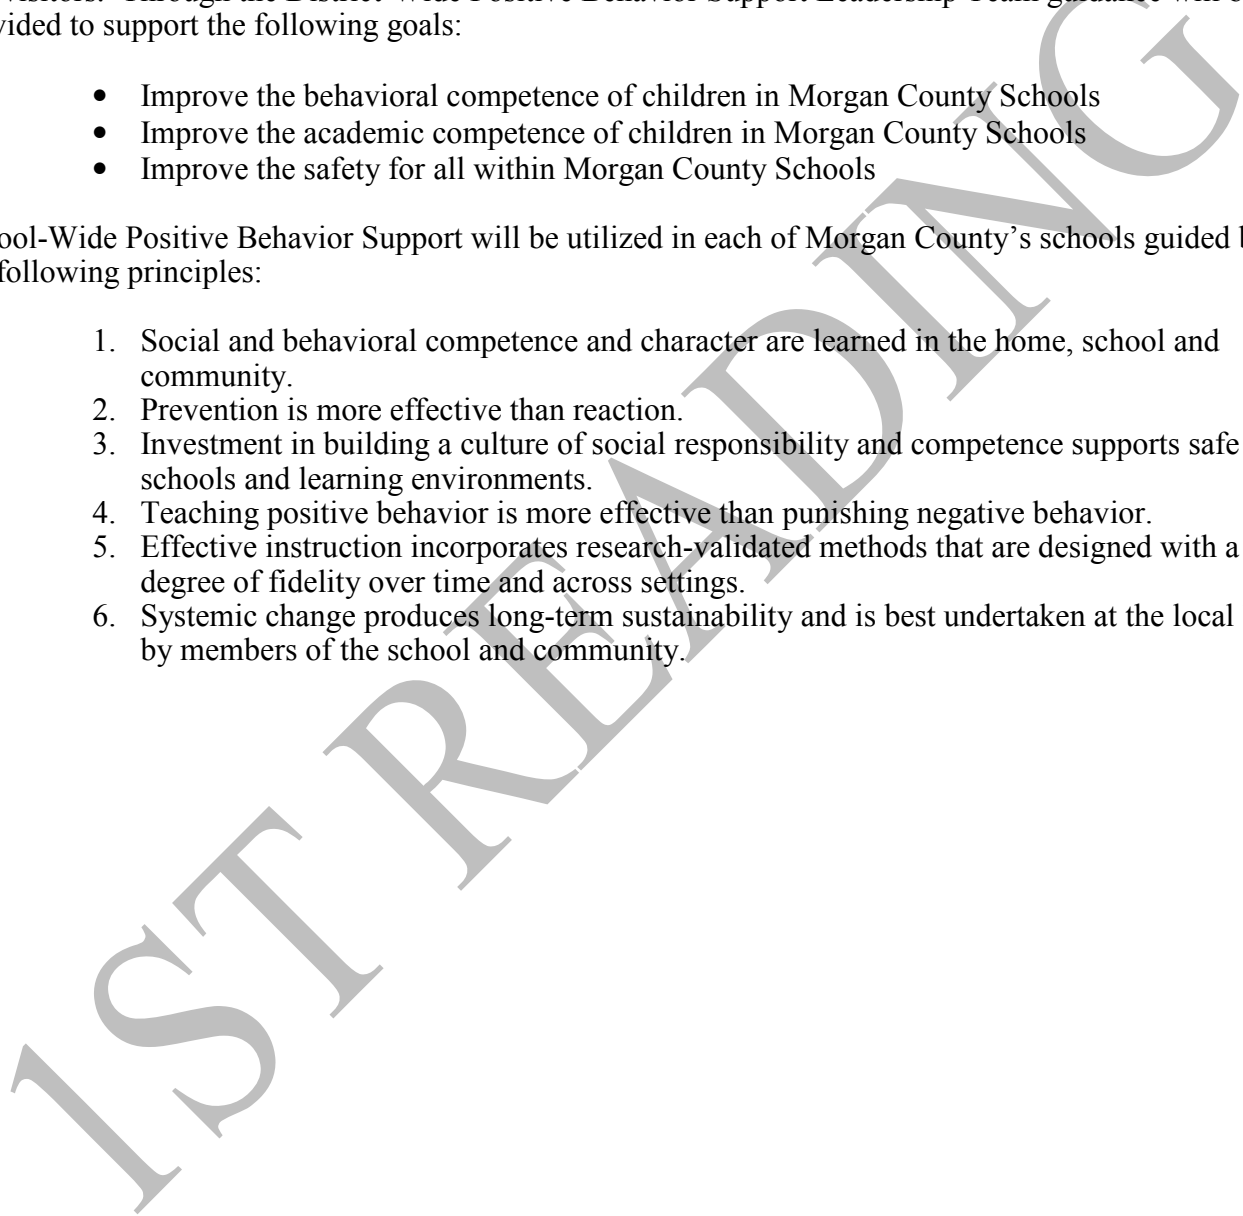 Through the District-Wide Positive Behavior Support Leadership Team guidance will
vided to support the following goals:
• Improve the behavioral competence of children in Morgan County Schools
• Improve the academic competence of children in Morgan County Schools
• Improve the safety for all within Morgan County Schools
ool-Wide Positive Behavior Support will be utilized in each of Morgan County’s schools guided b
following principles:
1. Social and behavioral competence and character are learned in the home, school and
community.
2. Prevention is more effective than reaction.
3. Investment in building a culture of social responsibility and competence supports safe
schools and learning environments.
4. Teaching positive behavior is more effective than punishing negative behavior.
5. Effective instruction incorporates research-validated methods that are designed with a
degree of fidelity over time and across settings.
6. Systemic change produces long-term sustainability and is best undertaken at the local
by members of the school and community.
1ST READING